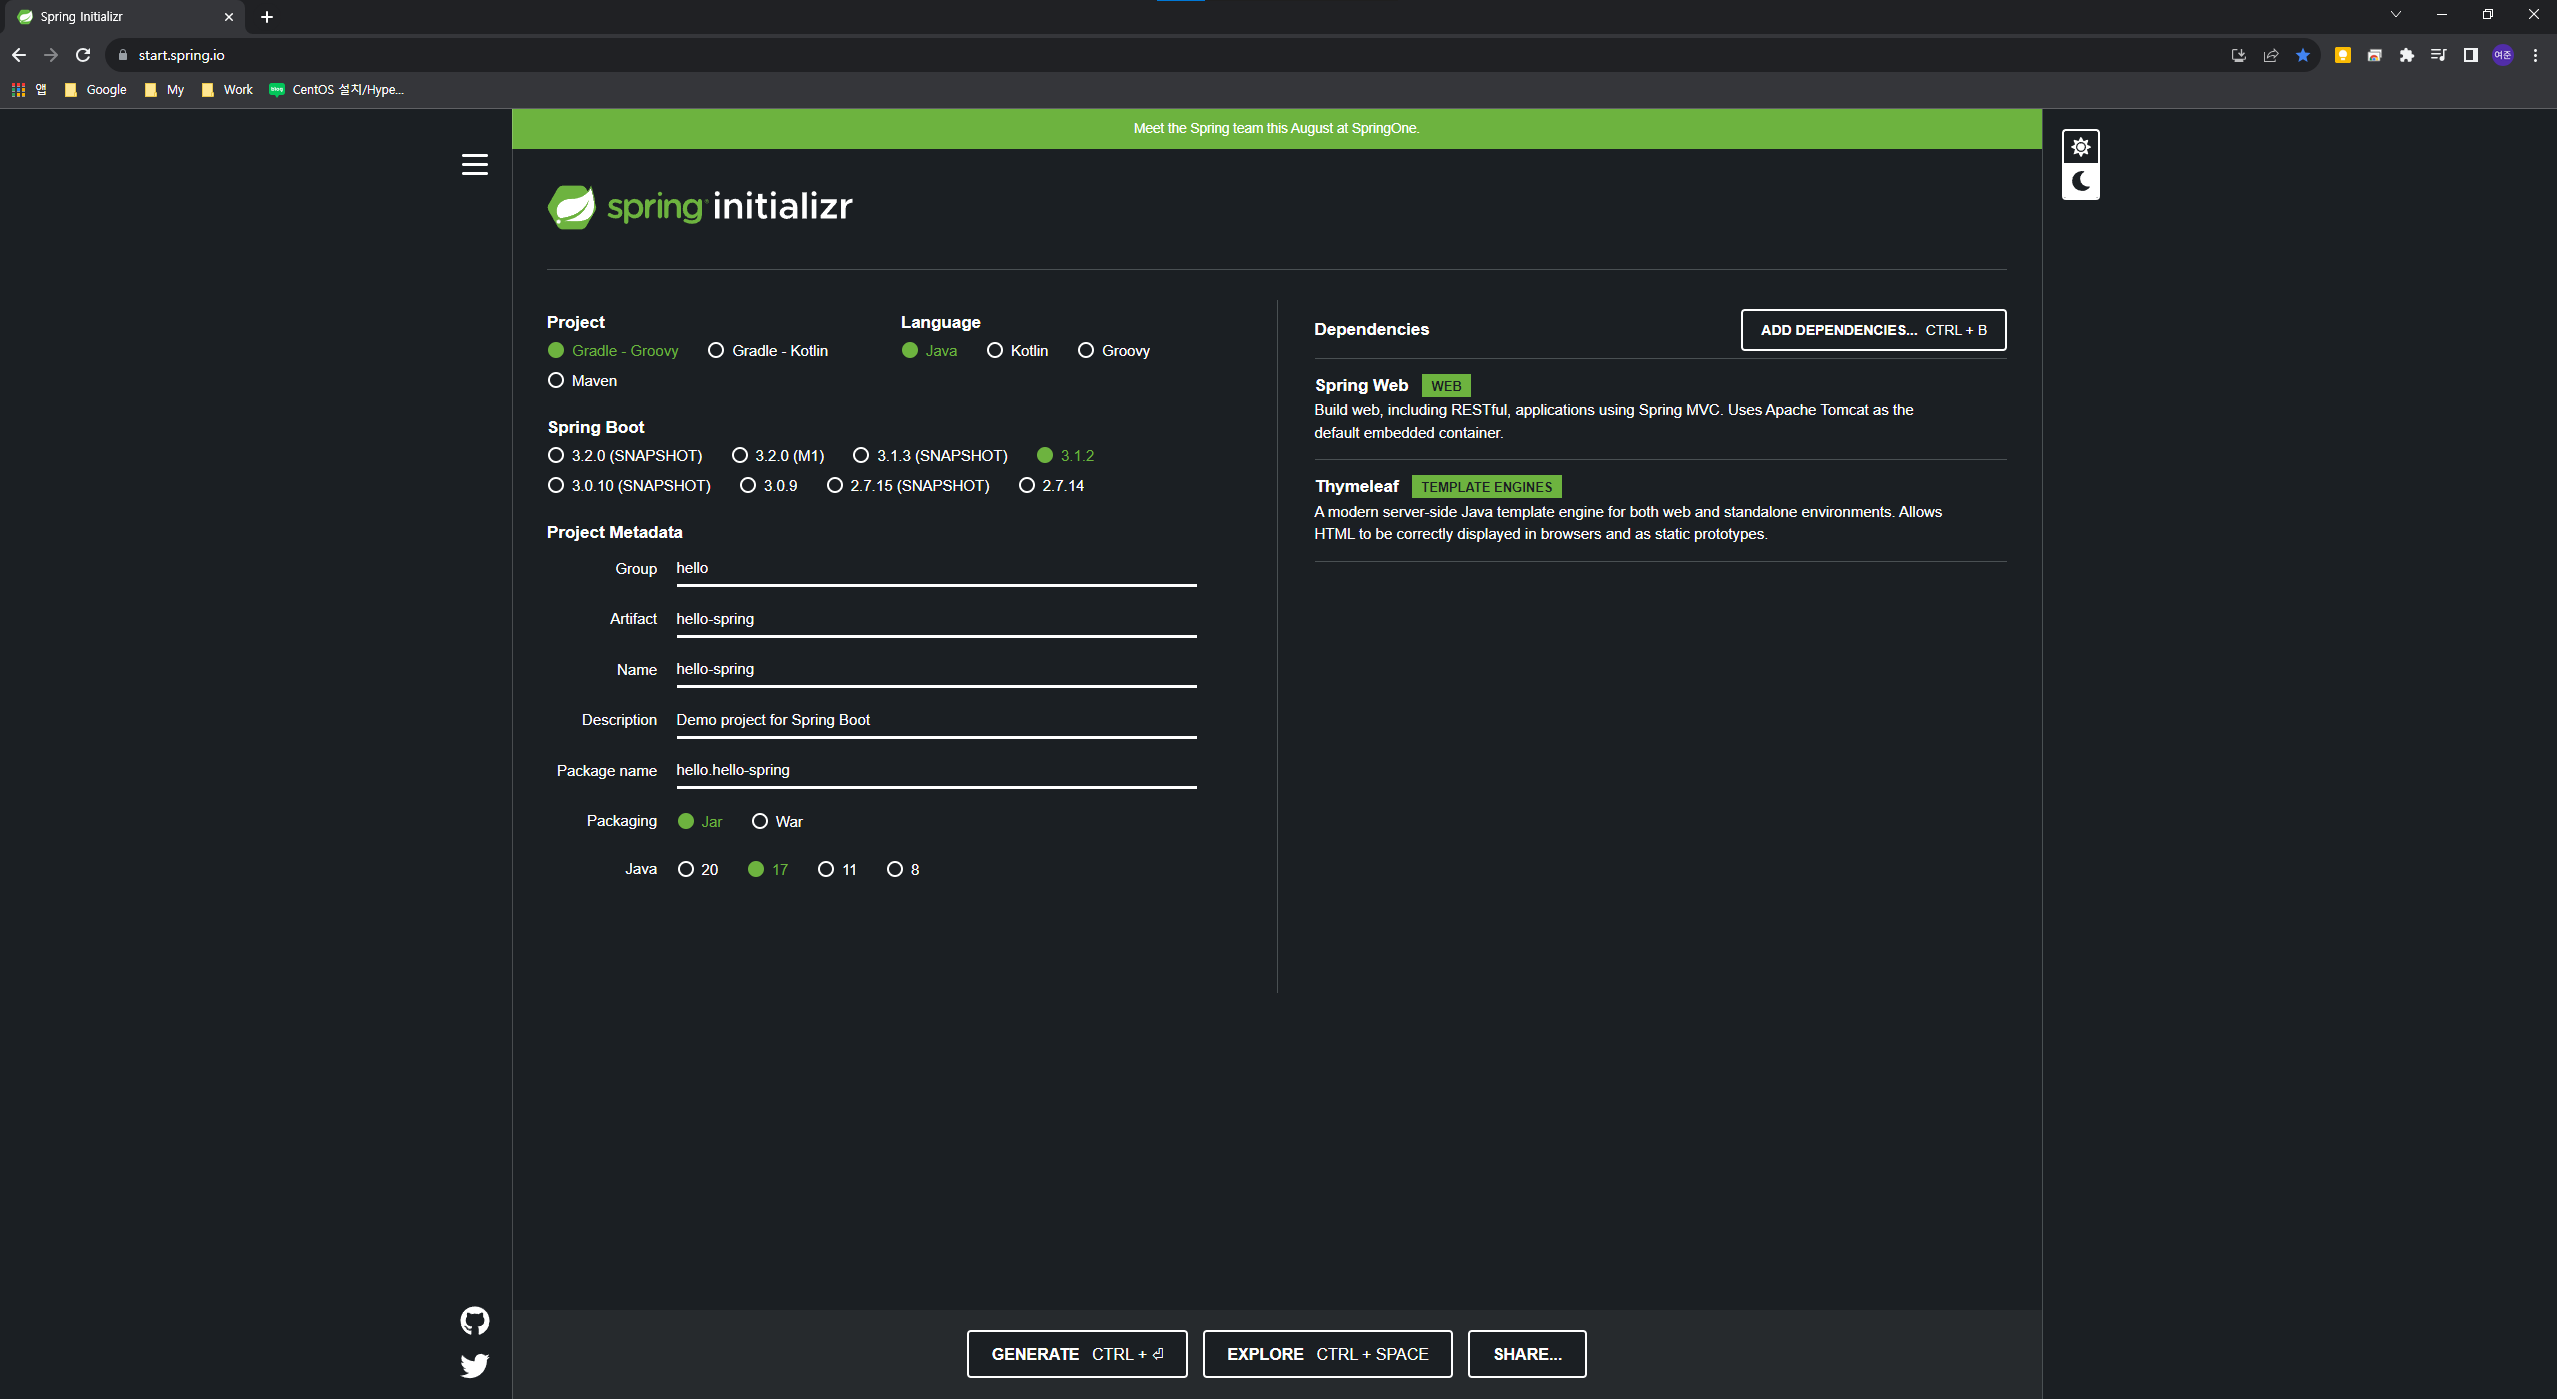 Spring Initializr
start.spring.io
여준
앱 Google My Work CentOS 설치/Hype...
Meet the Spring team this August at SpringOne.
spring initializr
Project
Gradle - Groovy Gradle - Kotlin
Maven
Language
Java Kotlin Groovy
Spring Boot
3.2.0 (SNAPSHOT) 3.2.0 (M1) 3.1.3 (SNAPSHOT) 3.1.2
3.0.10 (SNAPSHOT) 3.0.9 2.7.15 (SNAPSHOT) 2.7.14
Project Metadata
Group hello
Artifact hello-spring
Name hello-spring
Description Demo project for Spring Boot
Package name hello.hello-spring
Packaging Jar War
Java 20 17 11 8
Dependencies ADD DEPENDENCIES... CTRL + B
Spring Web WEB
Build web, including RESTful, applications using Spring MVC. Uses Apache Tomcat as the
default embedded container.
Thymeleaf TEMPLATE ENGINES
A modern server-side Java template engine for both web and standalone environments. Allows
HTML to be correctly displayed in browsers and as static prototypes.
GENERATE CTRL + ⏎ EXPLORE CTRL + SPACE SHARE...